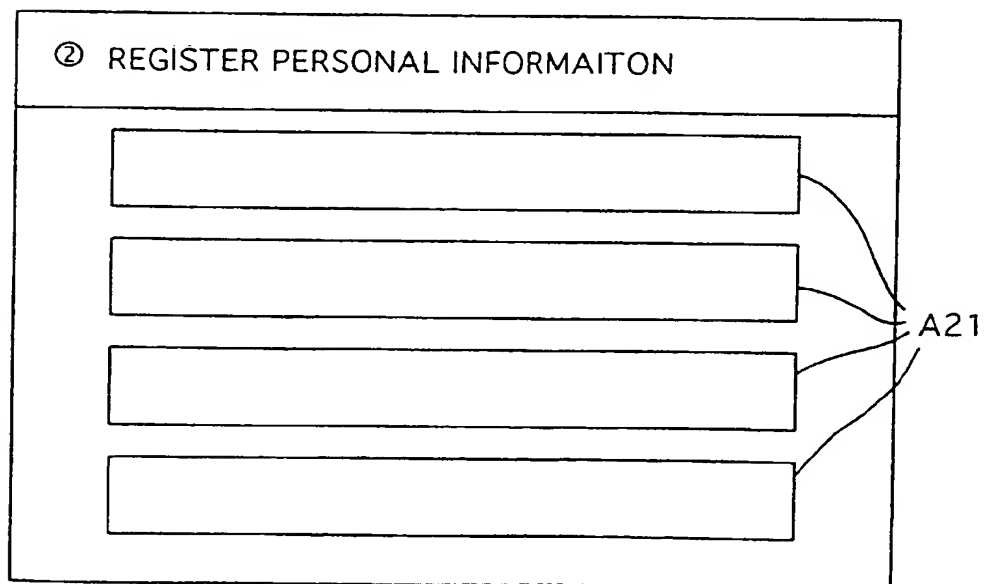 ② REGISTER PERSONAL INFORMAITON
A21